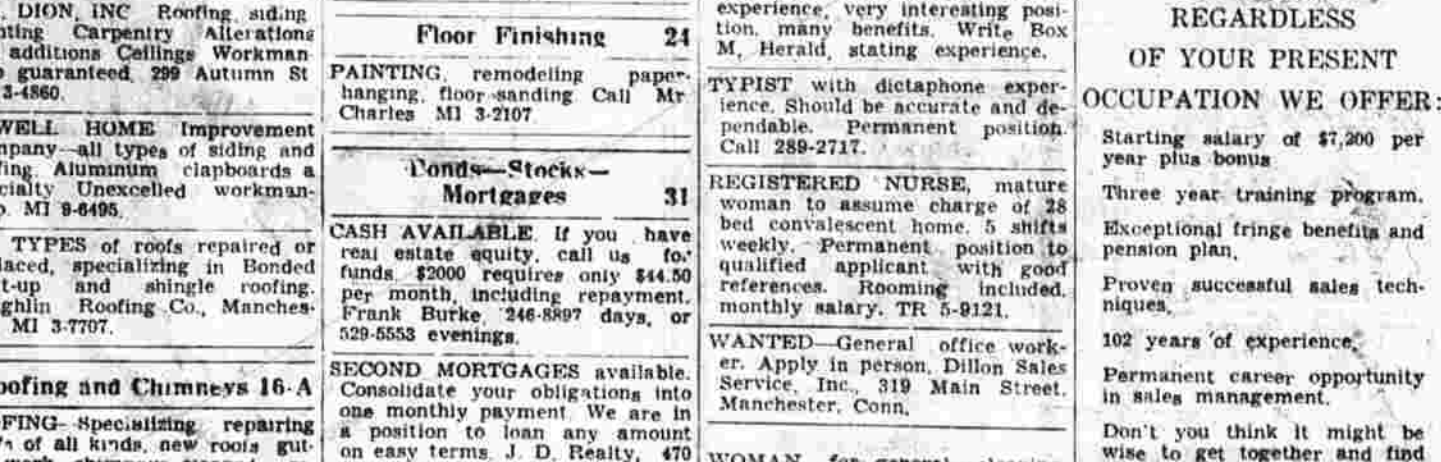 . DION, INC Roofing, siding
Carpentry Alterations
additions Ceilings Workman-
guaranteed, 299 Autumn St
3-4860.
WELL HOME Improvement
mpany—all types of siding and
fing Aluminum clapboards a
cialty Unexcelled workman-
p. MI 9-6495.
TYPES of roofs repaired or
laced, specializing in Bonded
t-up and shingle roofing.
ghlin Roofing Co., Manches-
MI 3-7707.
oofing and Chimneys 16-A
FING—Specializing repairing
of all kinds, new roofs gut-
Floor Finishing 24
PAINTING, remodeling paper-
hanging, floor sanding Call Mr
Charles MI 3-2107
Bonds—Stocks—
Mortgages 31
CASH AVAILABLE. If you have
real estate equity, call us for
funds. $2000 requires only $44.50
per month, including repayment.
Frank Burke, 246-8897 days, or
529-5553 evenings.
SECOND MORTGAGES available.
Consolidate your obligations into
one monthly payment We are in
a position to loan any amount
on easy terms. J. D. Realty, 470
experience, very interesting posi-
tion, many benefits. Write Box
M, Herald, stating experience.
TYPIST with dictaphone exper-
ience. Should be accurate and de-
pendable. Permanent position.
Call 289-2717.
REGISTERED NURSE, mature
woman to assume charge of 28
bed convalescent home. 5 shifts
weekly. Permanent position to
qualified applicant with good
references. Rooming included,
monthly salary. TR 5-9121.
WANTED—General office work-
er. Apply in person, Dillon Sales
Service, Inc., 319 Main Street,
Manchester, Conn.
WOMAN for general
REGARDLESS
OF YOUR PRESENT
OCCUPATION WE OFFER:
Starting salary of $7,200 per
year plus bonus
Three year training program.
Exceptional fringe benefits and
pension plan.
Proven successful sales tech-
niques.
102 years of experience.
Permanent career opportunity
in sales management.
Don't you think it might be
wise to get together and find